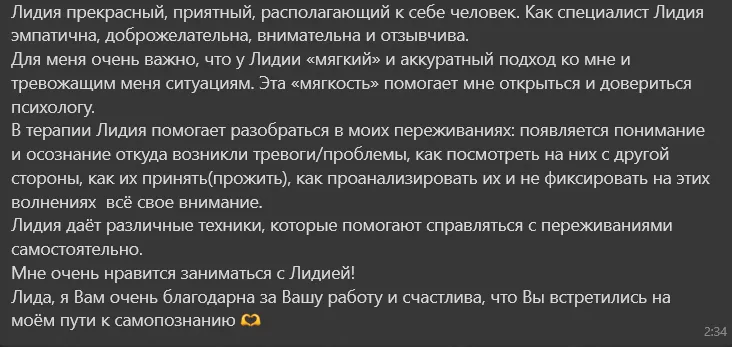 Лидия прекрасный, приятный, располагающий к себе человек. Как специалист Лидия
эмпатична, доброжелательна, внимательна и отзывчива.
Для меня очень важно, что у Лидии «мягкий» и аккуратный подход ко мне и
тревожащим меня ситуациям. Эта «мягкость» помогает мне открыться и довериться
психологу.
В терапии Лидия помогает разобраться в моих переживаниях: появляется понимание
и осознание откуда возникли тревоги/проблемы, как посмотреть на них с другой
стороны, как их принять(прожить), как проанализировать их и не фиксировать на этих
волнениях  всё свое внимание.
Лидия даёт различные техники, которые помогают справляться с переживаниями
самостоятельно.
Мне очень нравится заниматься с Лидией!
Лида, я Вам очень благодарна за Вашу работу и счастлива, что Вы встретились на
моём пути к самопознанию 🫶
2:34